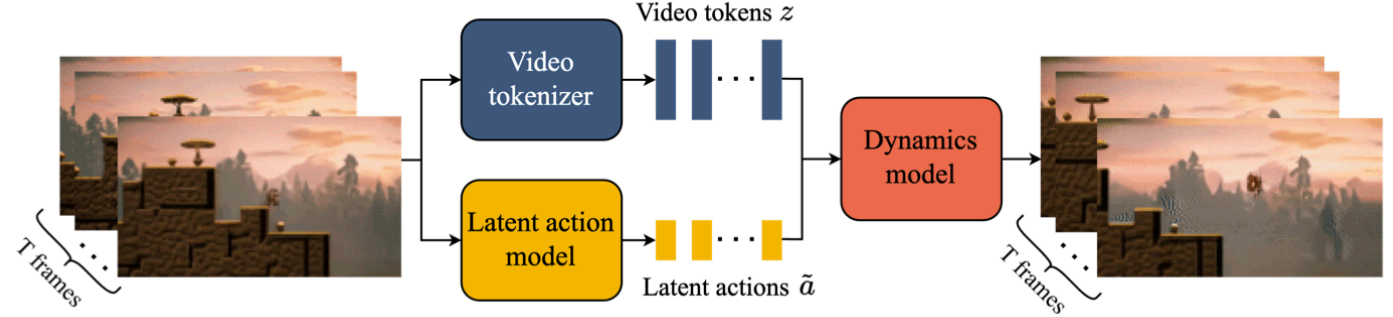 Video tokens z
Video
tokenizer
Latent action
model
Latent actions ã
Dynamics
model
T frames
T frames